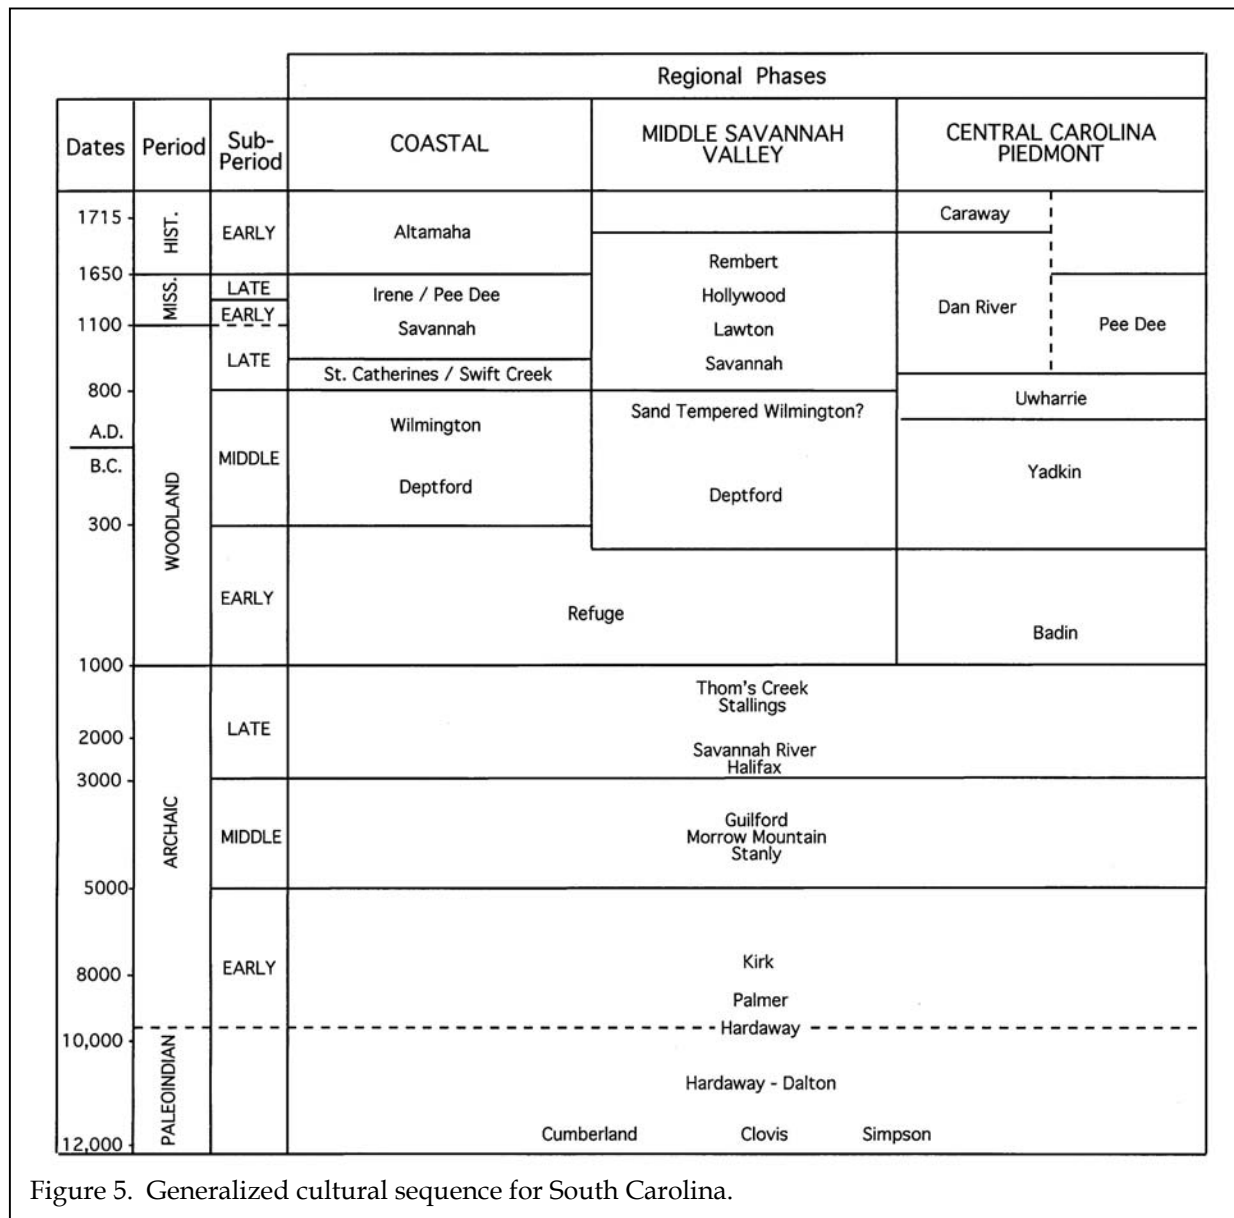 Regional Phases
Dates Period Sub-Period COASTAL MIDDLE SAVANNAH VALLEY CENTRAL CAROLINA PIEDMONT
1715 HIST. EARLY Altamaha Caraway
1650 Rembert
MISS. LATE Irene / Pee Dee Hollywood Dan River
EARLY
1100 Savannah Lawton Pee Dee
LATE Savannah
St. Catherines / Swift Creek
800 Uwharrie
Wilmington Sand Tempered Wilmington?
A.D.
B.C. WOODLAND MIDDLE Yadkin
Deptford Deptford
300
EARLY Refuge Badin
1000
Thom's Creek
Stallings
2000 LATE
Savannah River
Halifax
3000
Guilford
ARCHAIC MIDDLE Morrow Mountain
Stanly
5000
8000 EARLY Kirk
Palmer
Hardaway
10,000
PALEOINDIAN Hardaway - Dalton
12,000 Cumberland Clovis Simpson
Figure 5. Generalized cultural sequence for South Carolina.